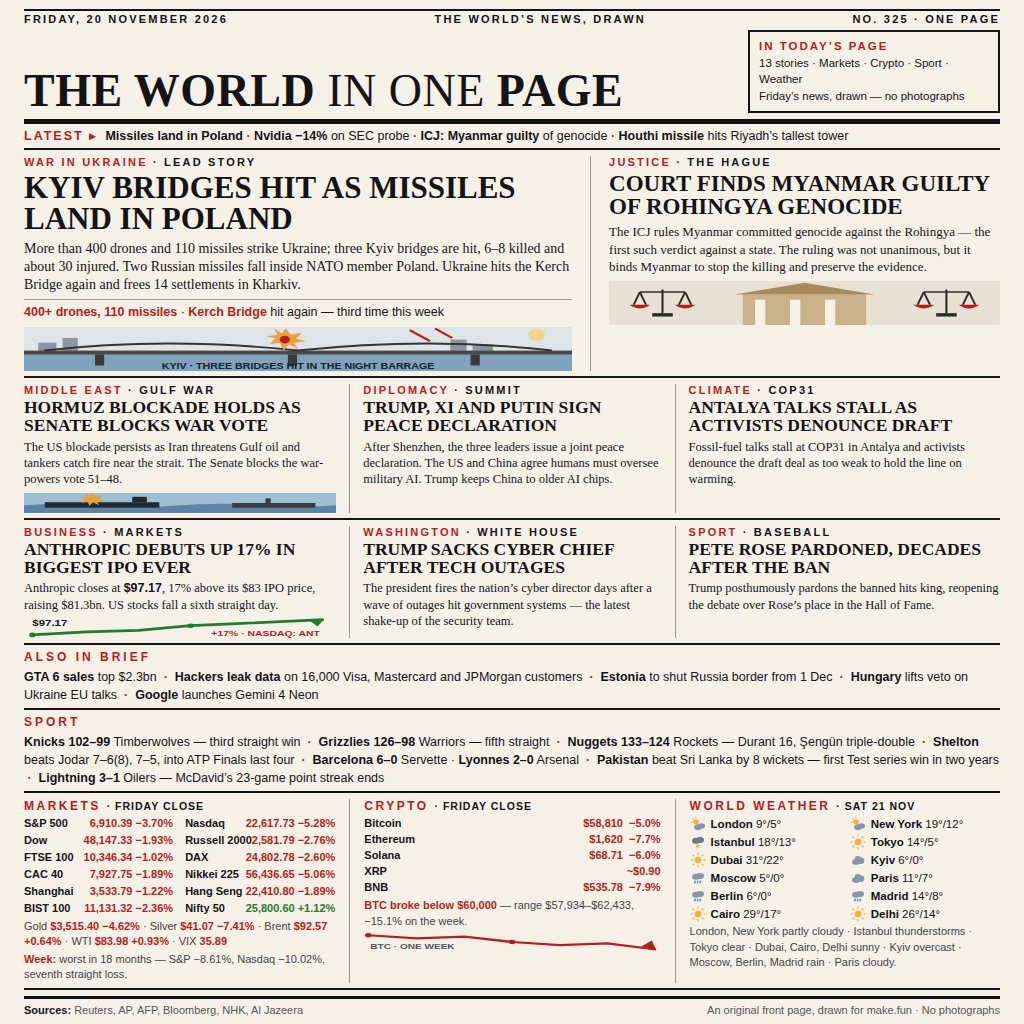 FRIDAY, 20 NOVEMBER 2026
THE WORLD'S NEWS, DRAWN
NO. 325 · ONE PAGE
THE WORLD IN ONE PAGE
IN TODAY'S PAGE
13 stories · Markets · Crypto · Sport ·
Weather
Friday's news, drawn — no photographs
LATEST ▸ Missiles land in Poland · Nvidia −14% on SEC probe · ICJ: Myanmar guilty of genocide · Houthi missile hits Riyadh's tallest tower
WAR IN UKRAINE · LEAD STORY
KYIV BRIDGES HIT AS MISSILES
LAND IN POLAND
More than 400 drones and 110 missiles strike Ukraine; three Kyiv bridges are hit, 6–8 killed and
about 30 injured. Two Russian missiles fall inside NATO member Poland. Ukraine hits the Kerch
Bridge again and frees 14 settlements in Kharkiv.
400+ drones, 110 missiles · Kerch Bridge hit again — third time this week
KYIV · THREE BRIDGES HIT IN THE NIGHT BARRAGE
JUSTICE · THE HAGUE
COURT FINDS MYANMAR GUILTY
OF ROHINGYA GENOCIDE
The ICJ rules Myanmar committed genocide against the Rohingya — the
first such verdict against a state. The ruling was not unanimous, but it
binds Myanmar to stop the killing and preserve the evidence.
MIDDLE EAST · GULF WAR
HORMUZ BLOCKADE HOLDS AS
SENATE BLOCKS WAR VOTE
The US blockade persists as Iran threatens Gulf oil and
tankers catch fire near the strait. The Senate blocks the war-
powers vote 51–48.
DIPLOMACY · SUMMIT
TRUMP, XI AND PUTIN SIGN
PEACE DECLARATION
After Shenzhen, the three leaders issue a joint peace
declaration. The US and China agree humans must oversee
military AI. Trump keeps China to older AI chips.
CLIMATE · COP31
ANTALYA TALKS STALL AS
ACTIVISTS DENOUNCE DRAFT
Fossil-fuel talks stall at COP31 in Antalya and activists
denounce the draft deal as too weak to hold the line on
warming.
BUSINESS · MARKETS
ANTHROPIC DEBUTS UP 17% IN
BIGGEST IPO EVER
Anthropic closes at $97.17, 17% above its $83 IPO price,
raising $81.3bn. US stocks fall a sixth straight day.
$97.17
+17% · NASDAQ: ANT
WASHINGTON · WHITE HOUSE
TRUMP SACKS CYBER CHIEF
AFTER TECH OUTAGES
The president fires the nation's cyber director days after a
wave of outages hit government systems — the latest
shake-up of the security team.
SPORT · BASEBALL
PETE ROSE PARDONED, DECADES
AFTER THE BAN
Trump posthumously pardons the banned hits king, reopening
the debate over Rose's place in the Hall of Fame.
ALSO IN BRIEF
GTA 6 sales top $2.3bn · Hackers leak data on 16,000 Visa, Mastercard and JPMorgan customers · Estonia to shut Russia border from 1 Dec · Hungary lifts veto on
Ukraine EU talks · Google launches Gemini 4 Neon
SPORT
Knicks 102–99 Timberwolves — third straight win · Grizzlies 126–98 Warriors — fifth straight · Nuggets 133–124 Rockets — Durant 16, Şengün triple-double · Shelton
beats Jodar 7–6(8), 7–5, into ATP Finals last four · Barcelona 6–0 Servette · Lyonnes 2–0 Arsenal · Pakistan beat Sri Lanka by 8 wickets — first Test series win in two years
· Lightning 3–1 Oilers — McDavid's 23-game point streak ends
MARKETS · FRIDAY CLOSE
S&P 500 6,910.39 −3.70% Nasdaq 22,617.73 −5.28%
Dow 48,147.33 −1.93% Russell 2000 2,581.79 −2.76%
FTSE 100 10,346.34 −1.02% DAX 24,802.78 −2.60%
CAC 40 7,927.75 −1.89% Nikkei 225 56,436.65 −5.06%
Shanghai 3,533.79 −1.22% Hang Seng 22,410.80 −1.89%
BIST 100 11,131.32 −2.36% Nifty 50 25,800.60 +1.12%
Gold $3,515.40 −4.62% · Silver $41.07 −7.41% · Brent $92.57
+0.64% · WTI $83.98 +0.93% · VIX 35.89
Week: worst in 18 months — S&P −8.61%, Nasdaq −10.02%,
seventh straight loss.
CRYPTO · FRIDAY CLOSE
Bitcoin $58,810 −5.0%
Ethereum $1,620 −7.7%
Solana $68.71 −6.0%
XRP ~$0.90
BNB $535.78 −7.9%
BTC broke below $60,000 — range $57,934–$62,433,
−15.1% on the week.
BTC · ONE WEEK
WORLD WEATHER · SAT 21 NOV
London 9°/5° New York 19°/12°
Istanbul 18°/13° Tokyo 14°/5°
Dubai 31°/22° Kyiv 6°/0°
Moscow 5°/0° Paris 11°/7°
Berlin 6°/0° Madrid 14°/8°
Cairo 29°/17° Delhi 26°/14°
London, New York partly cloudy · Istanbul thunderstorms ·
Tokyo clear · Dubai, Cairo, Delhi sunny · Kyiv overcast ·
Moscow, Berlin, Madrid rain · Paris cloudy.
Sources: Reuters, AP, AFP, Bloomberg, NHK, Al Jazeera
An original front page, drawn for make.fun · No photographs